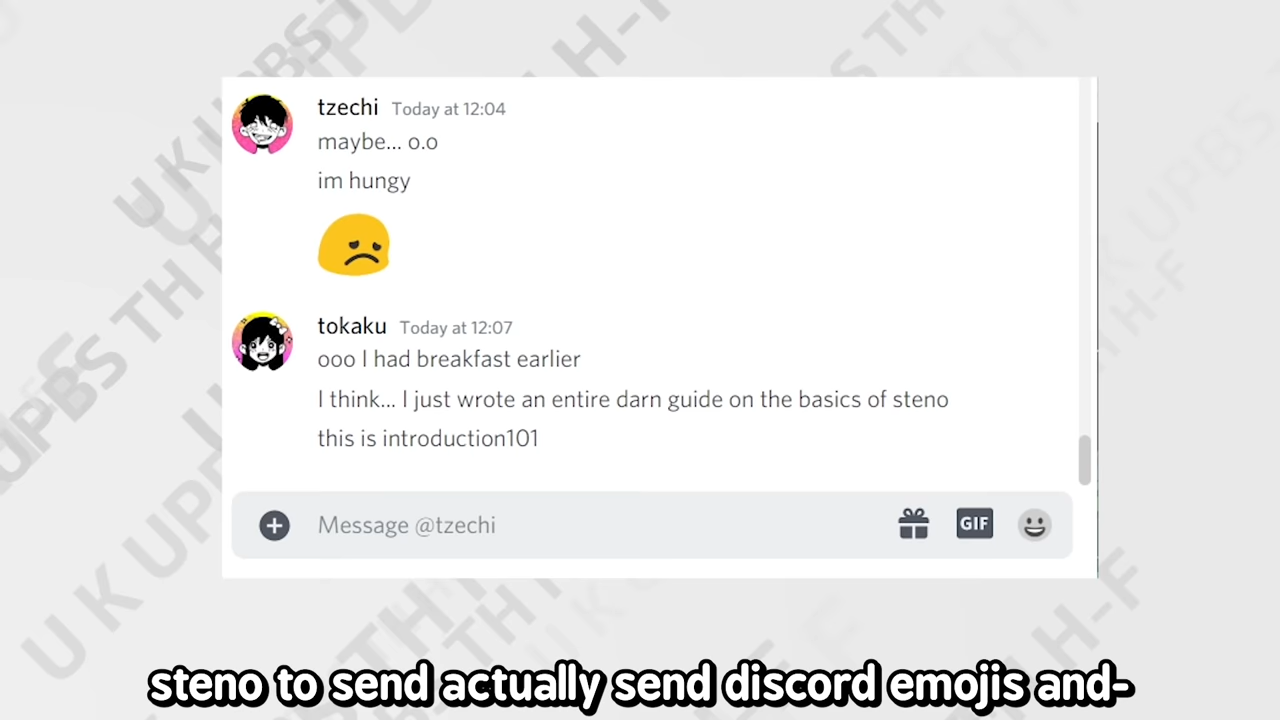 tzechi Today at 12:04
maybe... o.o
im hungy
tokaku Today at 12:07
ooo I had breakfast earlier
I think... I just wrote an entire darn guide on the basics of steno
this is introduction101
Message @tzechi
GIF
steno to send actually send discord emojis and-